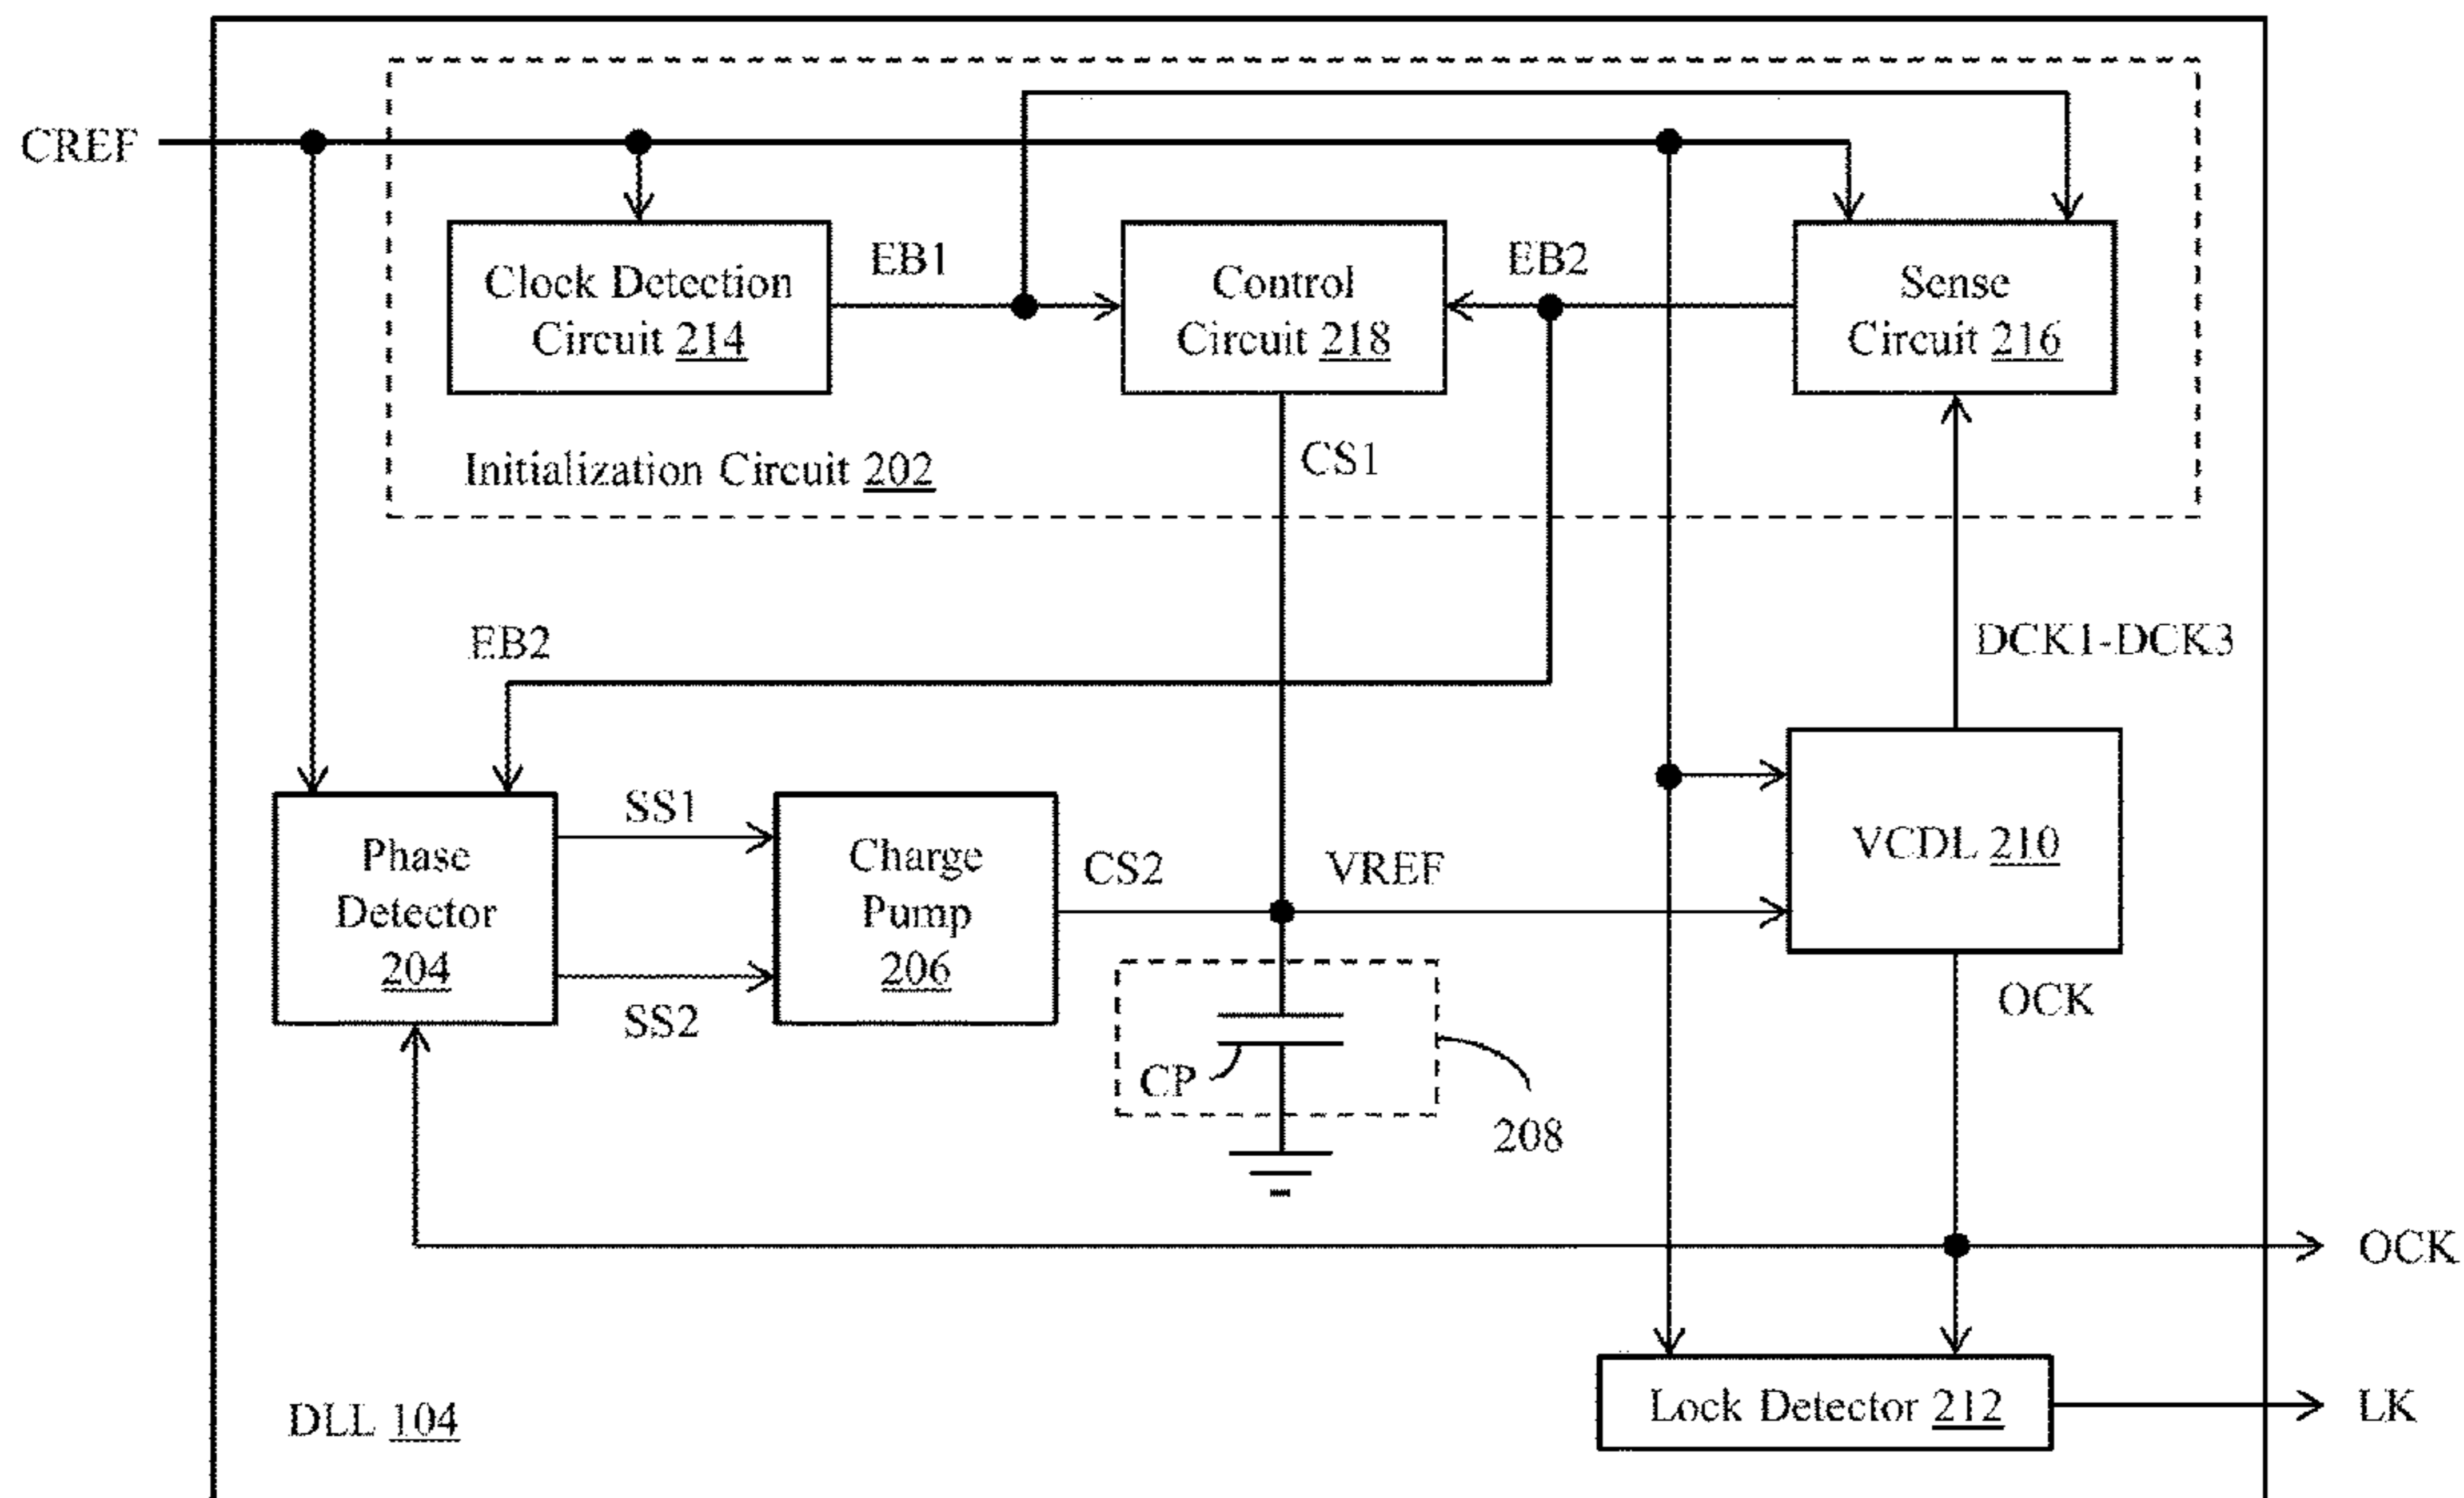 CREF
Clock Detection
Circuit 214
EB1
Control
Circuit 218
EB2
Sense
Circuit 216
Initialization Circuit 202
CS1
EB2
DCK1-DCK3
Phase
Detector
204
SS1
SS2
Charge
Pump
206
CS2
VREF
VCDL 210
OCK
CP
208
OCK
Lock Detector 212
LK
DLL 104